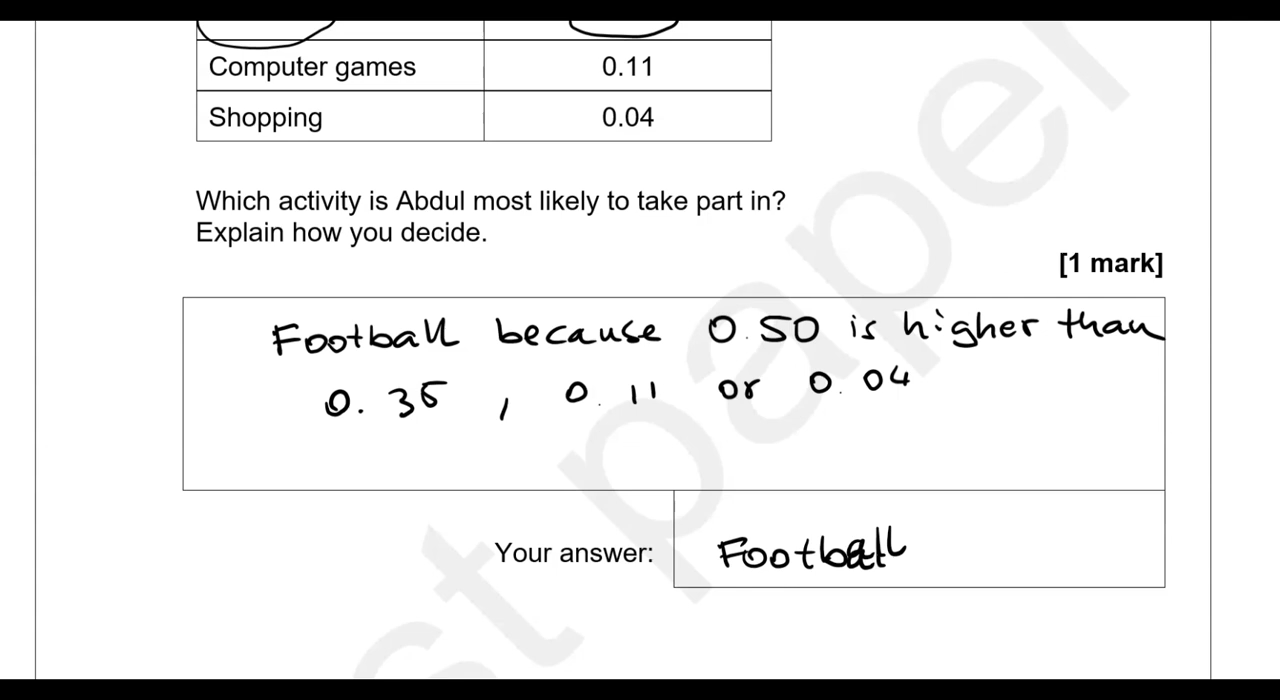 Computer games 0.11
Shopping 0.04
Which activity is Abdul most likely to take part in?
Explain how you decide.
[1 mark]
Football because 0.50 is higher than
0.35, 0.11 or 0.04
Your answer: Football
st paper